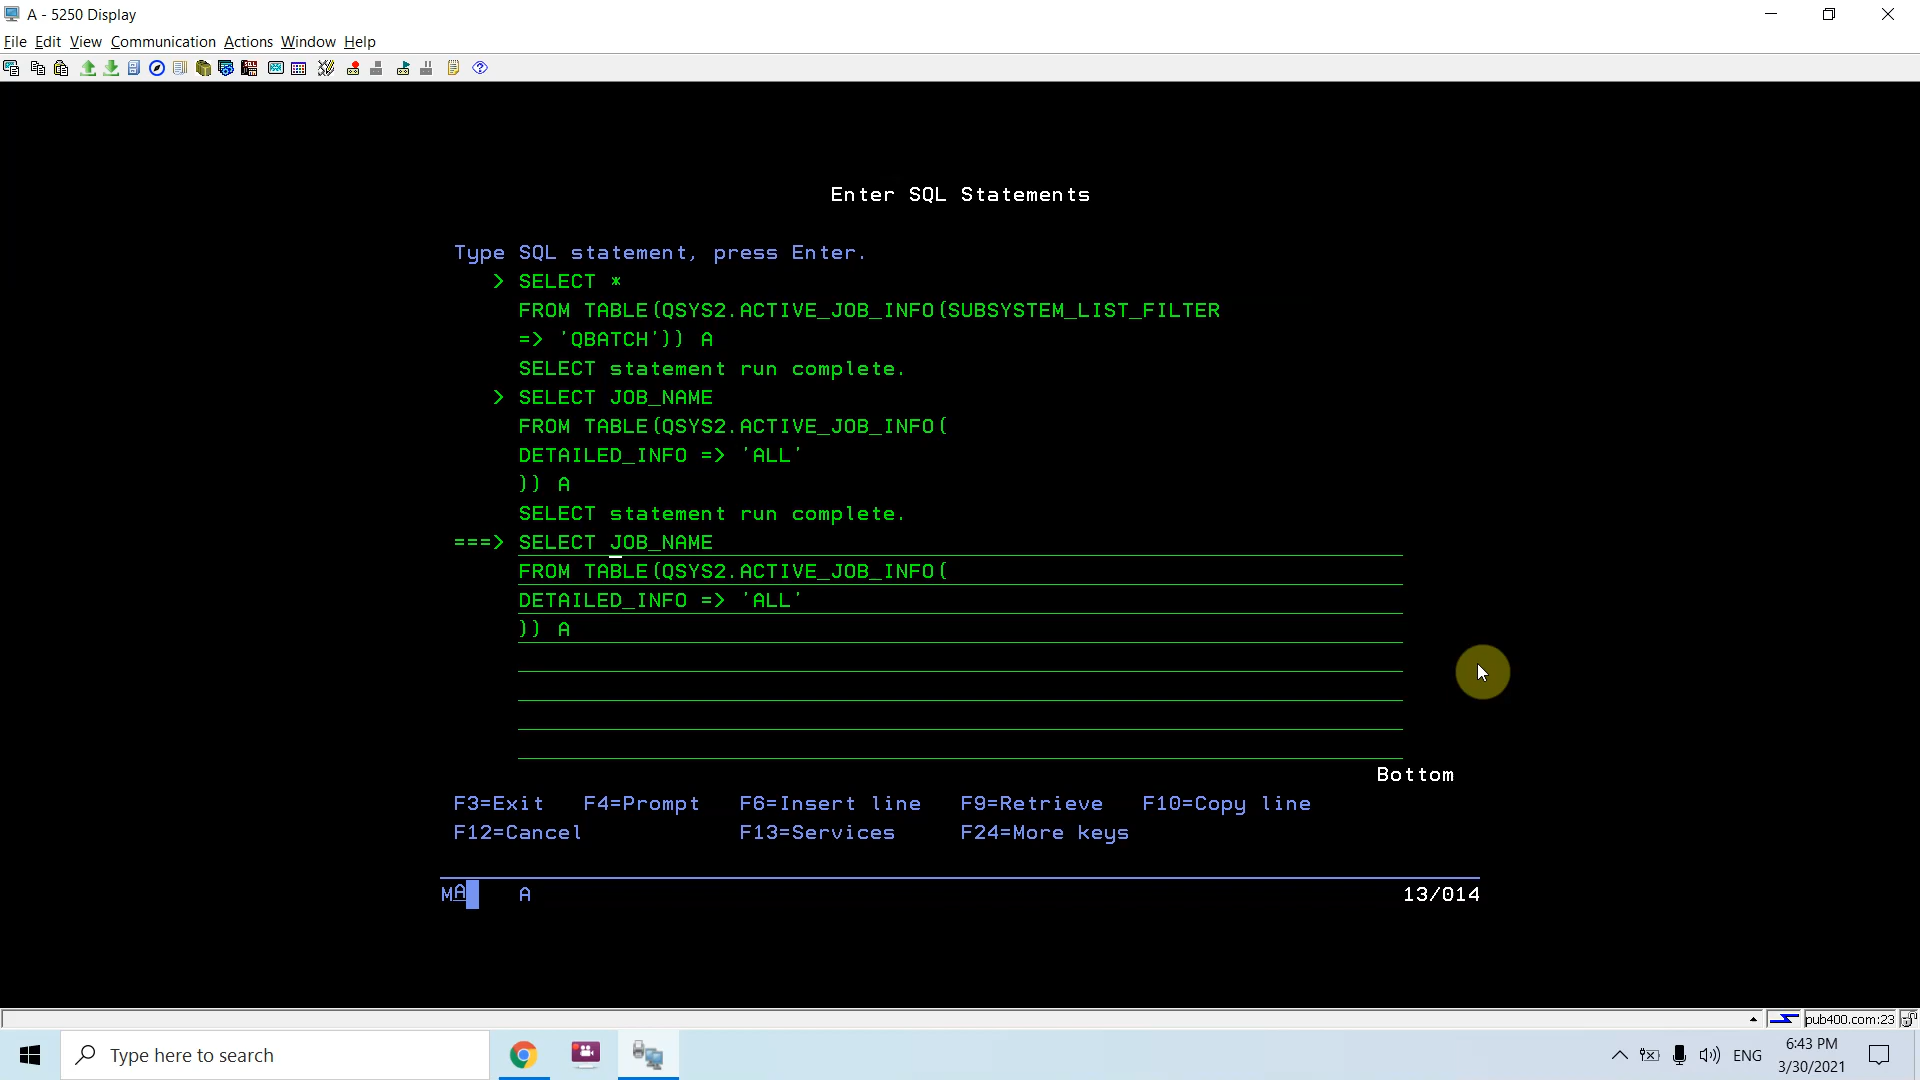 A - 5250 Display
File Edit View Communication Actions Window Help
Enter SQL Statements
Type SQL statement, press Enter.
> SELECT *
FROM TABLE(QSYS2.ACTIVE_JOB_INFO(SUBSYSTEM_LIST_FILTER
=> 'QBATCH')) A
SELECT statement run complete.
> SELECT JOB_NAME
FROM TABLE(QSYS2.ACTIVE_JOB_INFO(
DETAILED_INFO => 'ALL'
)) A
SELECT statement run complete.
===> SELECT JOB_NAME
FROM TABLE(QSYS2.ACTIVE_JOB_INFO(
DETAILED_INFO => 'ALL'
)) A
Bottom
F3=Exit F4=Prompt F6=Insert line F9=Retrieve F10=Copy line
F12=Cancel F13=Services F24=More keys
MA A 13/014
pub400.com:23
Type here to search
ENG
6:43 PM
3/30/2021